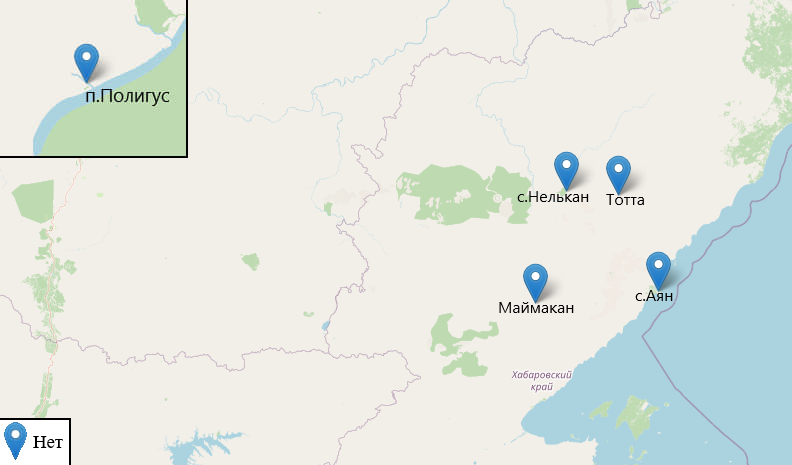 п.Полигус
с.Нелькан
Тотта
с.Аян
Маймакан
Хабаровский
край
Нет